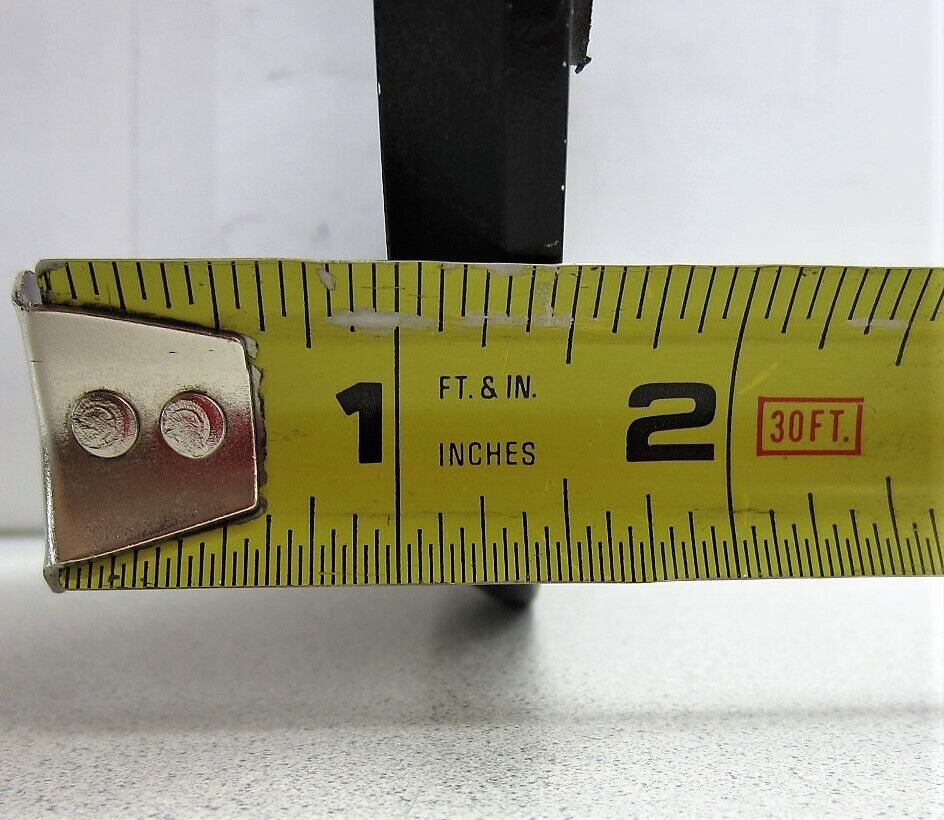 1
FT. & IN.
INCHES
2
30FT.